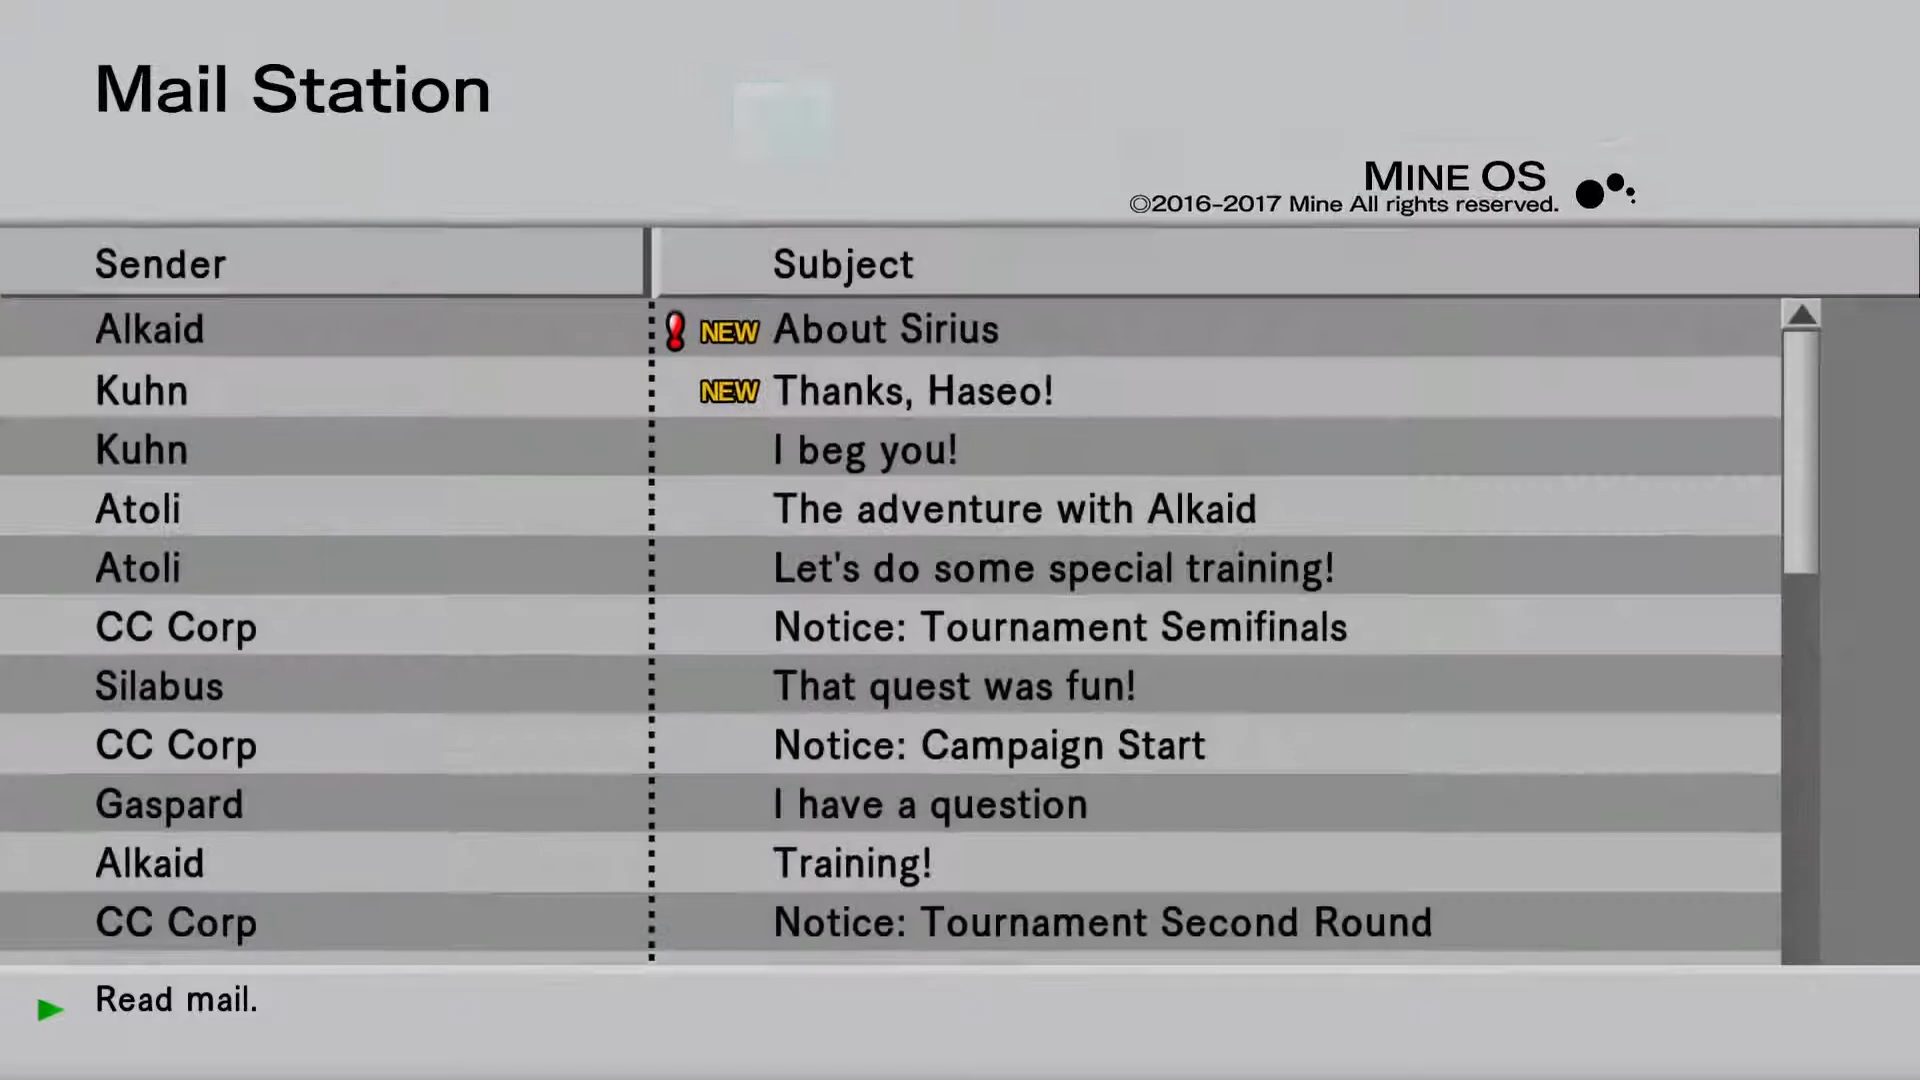 Mail Station
MINE OS
©2016-2017 Mine All rights reserved.
Sender Subject
Alkaid NEW About Sirius
Kuhn NEW Thanks, Haseo!
Kuhn I beg you!
Atoli The adventure with Alkaid
Atoli Let's do some special training!
CC Corp Notice: Tournament Semifinals
Silabus That quest was fun!
CC Corp Notice: Campaign Start
Gaspard I have a question
Alkaid Training!
CC Corp Notice: Tournament Second Round
Read mail.